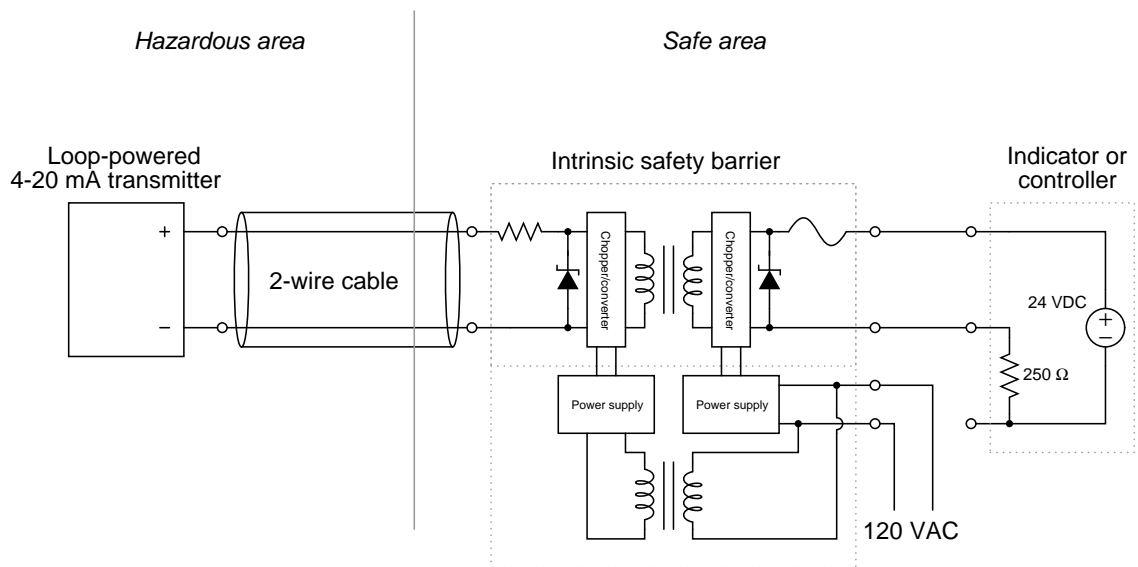 Hazardous area
Safe area
Loop-powered
4-20 mA transmitter
Intrinsic safety barrier
Indicator or
controller
+
−
2-wire cable
Chopper/converter
Chopper/converter
24 VDC
+
−
250 Ω
Power supply
Power supply
120 VAC